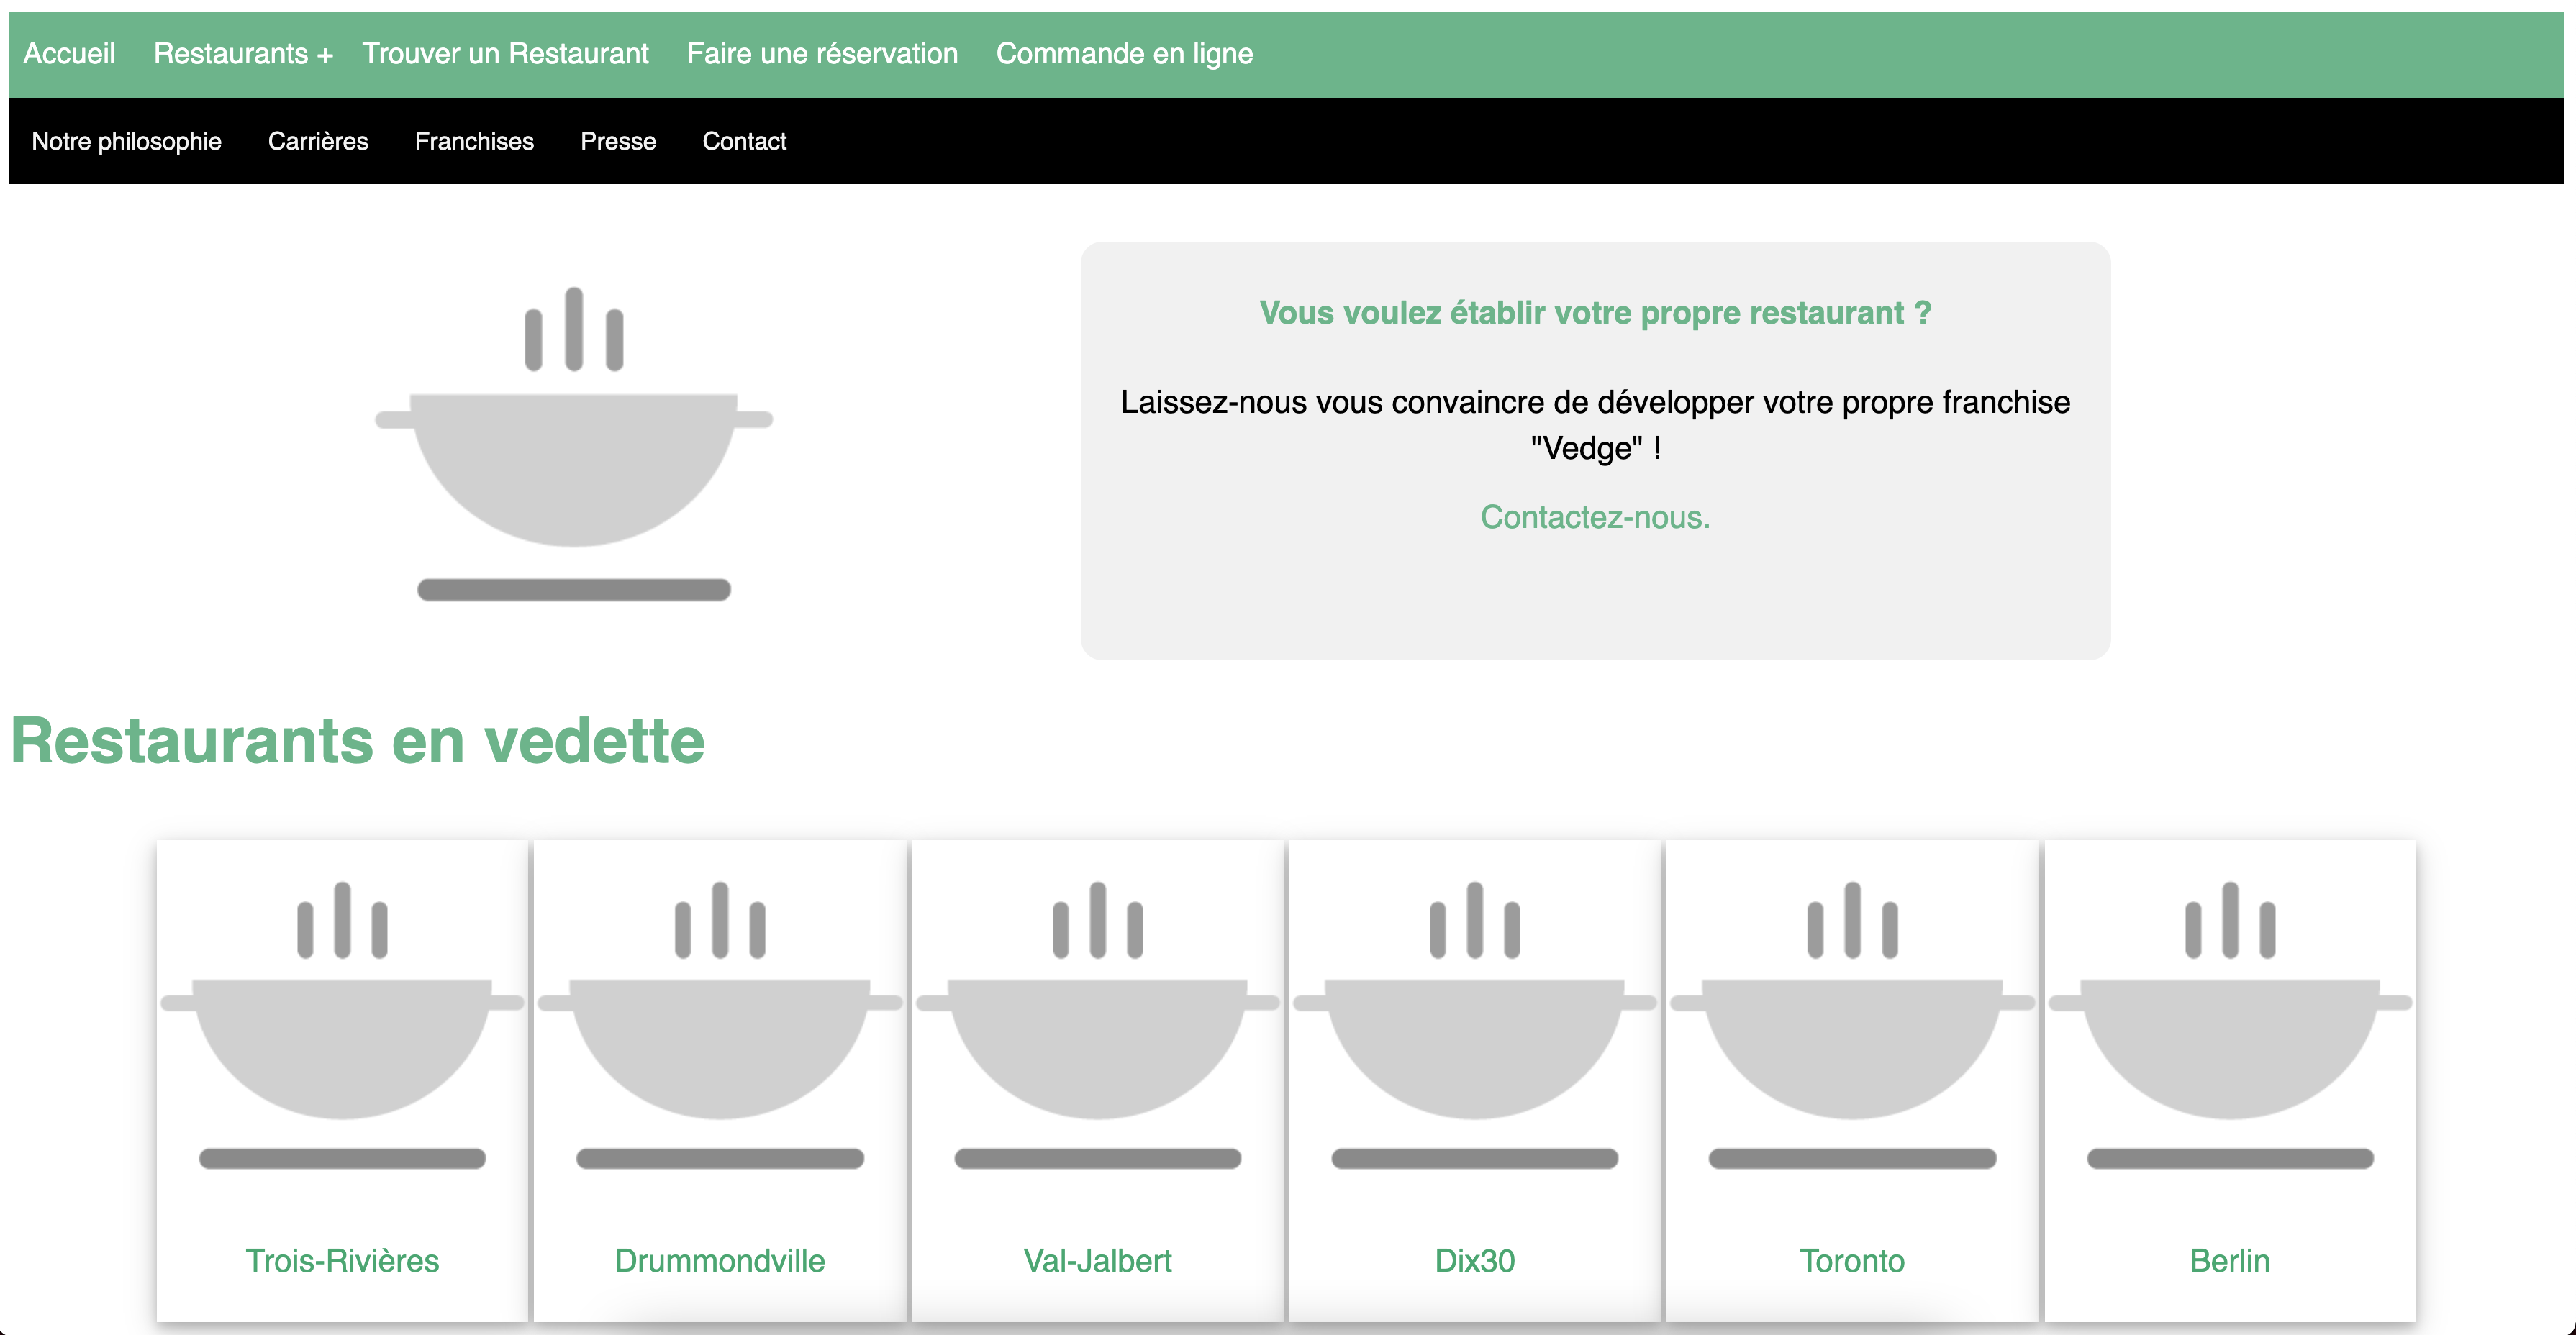 Accueil Restaurants + Trouver un Restaurant Faire une réservation Commande en ligne
Notre philosophie Carrières Franchises Presse Contact
Vous voulez établir votre propre restaurant ?
Laissez-nous vous convaincre de développer votre propre franchise
"Vedge" !
Contactez-nous.
Restaurants en vedette
Trois-Rivières Drummondville Val-Jalbert Dix30 Toronto Berlin